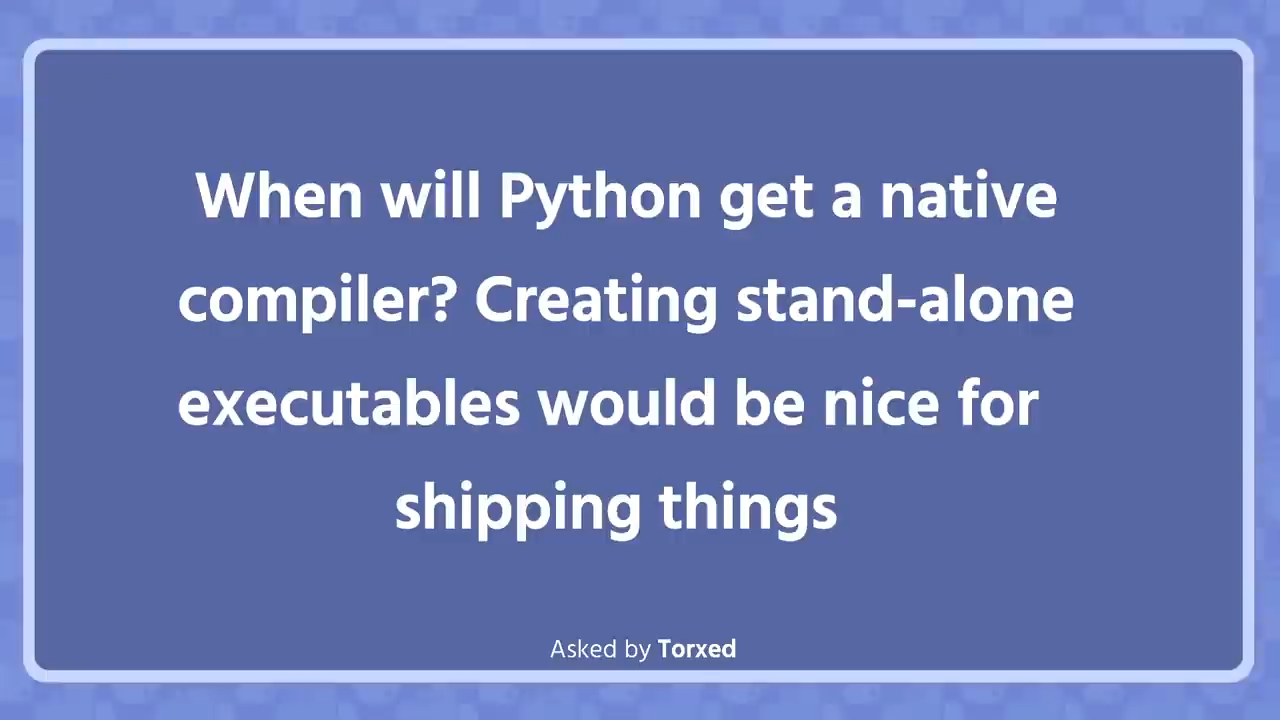 When will Python get a native
compiler? Creating stand-alone
executables would be nice for
shipping things
Asked by Torxed